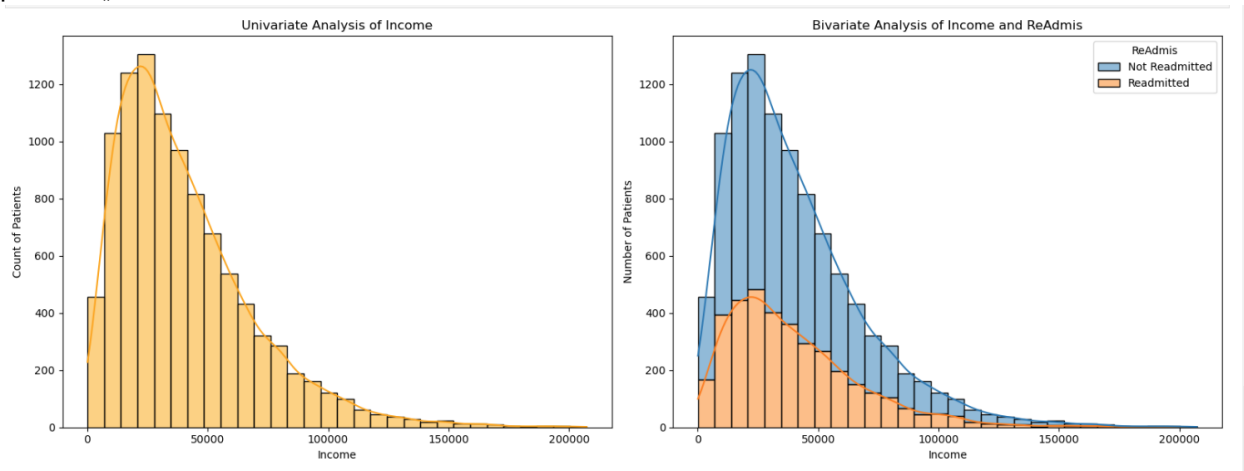 Univariate Analysis of Income
1200
1000
800
600
400
200
0
Count of Patients
0 50000 100000 150000 200000
Income
Bivariate Analysis of Income and ReAdmis
ReAdmis
Not Readmitted
Readmitted
1200
1000
800
600
400
200
0
Number of Patients
0 50000 100000 150000 200000
Income